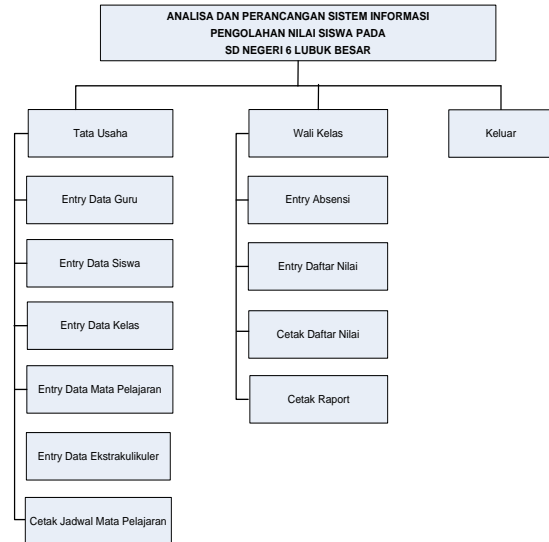 ANALISA DAN PERANCANGAN SISTEM INFORMASI
PENGOLAHAN NILAI SISWA PADA
SD NEGERI 6 LUBUK BESAR
Tata Usaha
Wali Kelas
Keluar
Entry Data Guru
Entry Absensi
Entry Data Siswa
Entry Daftar Nilai
Entry Data Kelas
Cetak Daftar Nilai
Entry Data Mata Pelajaran
Cetak Raport
Entry Data Ekstrakulikuler
Cetak Jadwal Mata Pelajaran